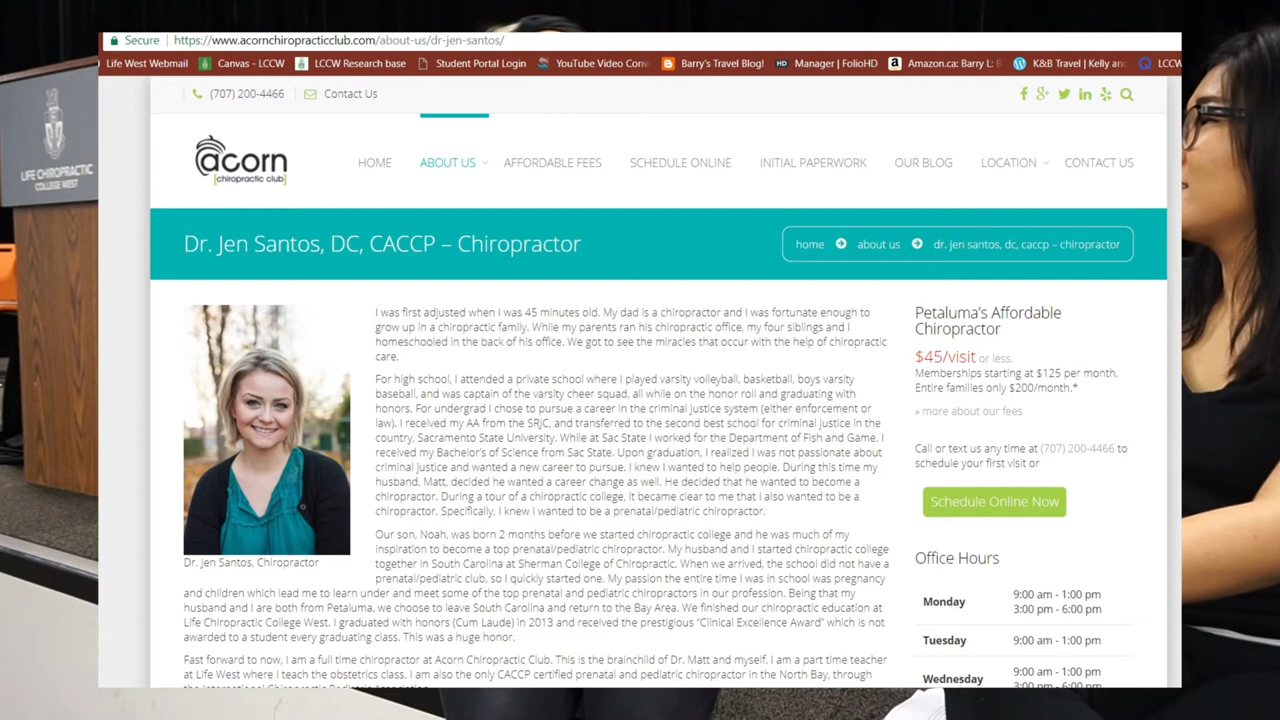 Secure https://www.acornchiropracticclub.com/about-us/dr-jen-santos/
Life West Webmail Canvas - LCCW LCCW Research base Student Portal Login YouTube Video Conv Barry's Travel Blog! HD Manager | FolioHD Amazon.ca: Barry L: B K&B Travel | Kelly and LCCW
(707) 200-4466 Contact Us
acorn
[chiropractic club]
HOME ABOUT US AFFORDABLE FEES SCHEDULE ONLINE INITIAL PAPERWORK OUR BLOG LOCATION CONTACT US
LIFE CHIROPRACTIC
COLLEGE WEST
Dr. Jen Santos, DC, CACCP – Chiropractor
home about us dr. jen santos, dc, caccp – chiropractor
I was first adjusted when I was 45 minutes old. My dad is a chiropractor and I was fortunate enough to
grow up in a chiropractic family. While my parents ran his chiropractic office, my four siblings and I
homeschooled in the back of his office. We got to see the miracles that occur with the help of chiropractic
care.
For high school, I attended a private school where I played varsity volleyball, basketball, boys varsity
baseball, and was captain of the varsity cheer squad, all while on the honor roll and graduating with
honors. For undergrad I chose to pursue a career in the criminal justice system (either enforcement or
law). I received my AA from the SRJC, and transferred to the second best school for criminal justice in the
country, Sacramento State University. While at Sac State I worked for the Department of Fish and Game. I
received my Bachelor's of Science from Sac State. Upon graduation, I realized I was not passionate about
criminal justice and wanted a new career to pursue. I knew I wanted to help people. During this time my
husband, Matt, decided he wanted a career change as well. He decided that he wanted to become a
chiropractor. During a tour of a chiropractic college, it became clear to me that I also wanted to be a
chiropractor. Specifically, I knew I wanted to be a prenatal/pediatric chiropractor.
Our son, Noah, was born 2 months before we started chiropractic college and he was much of my
inspiration to become a top prenatal/pediatric chiropractor. My husband and I started chiropractic college
together in South Carolina at Sherman College of Chiropractic. When we arrived, the school did not have a
prenatal/pediatric club, so I quickly started one. My passion the entire time I was in school was pregnancy
and children which lead me to learn under and meet some of the top prenatal and pediatric chiropractors in our profession. Being that my
husband and I are both from Petaluma, we choose to leave South Carolina and return to the Bay Area. We finished our chiropractic education at
Life Chiropractic College West. I graduated with honors (Cum Laude) in 2013 and received the prestigious "Clinical Excellence Award" which is not
awarded to a student every graduating class. This was a huge honor.
Fast forward to now, I am a full time chiropractor at Acorn Chiropractic Club. This is the brainchild of Dr. Matt and myself. I am a part time teacher
at Life West where I teach the obstetrics class. I am also the only CACCP certified prenatal and pediatric chiropractor in the North Bay, through
the International Chiropractic Pediatric Association.
Dr. Jen Santos, Chiropractor
Petaluma's Affordable
Chiropractor
$45/visit or less.
Memberships starting at $125 per month.
Entire families only $200/month.*
» more about our fees
Call or text us any time at (707) 200-4466 to
schedule your first visit or
Schedule Online Now
Office Hours
Monday 9:00 am - 1:00 pm
3:00 pm - 6:00 pm
Tuesday 9:00 am - 1:00 pm
Wednesday 9:00 am - 1:00 pm
3:00 pm - 6:00 pm